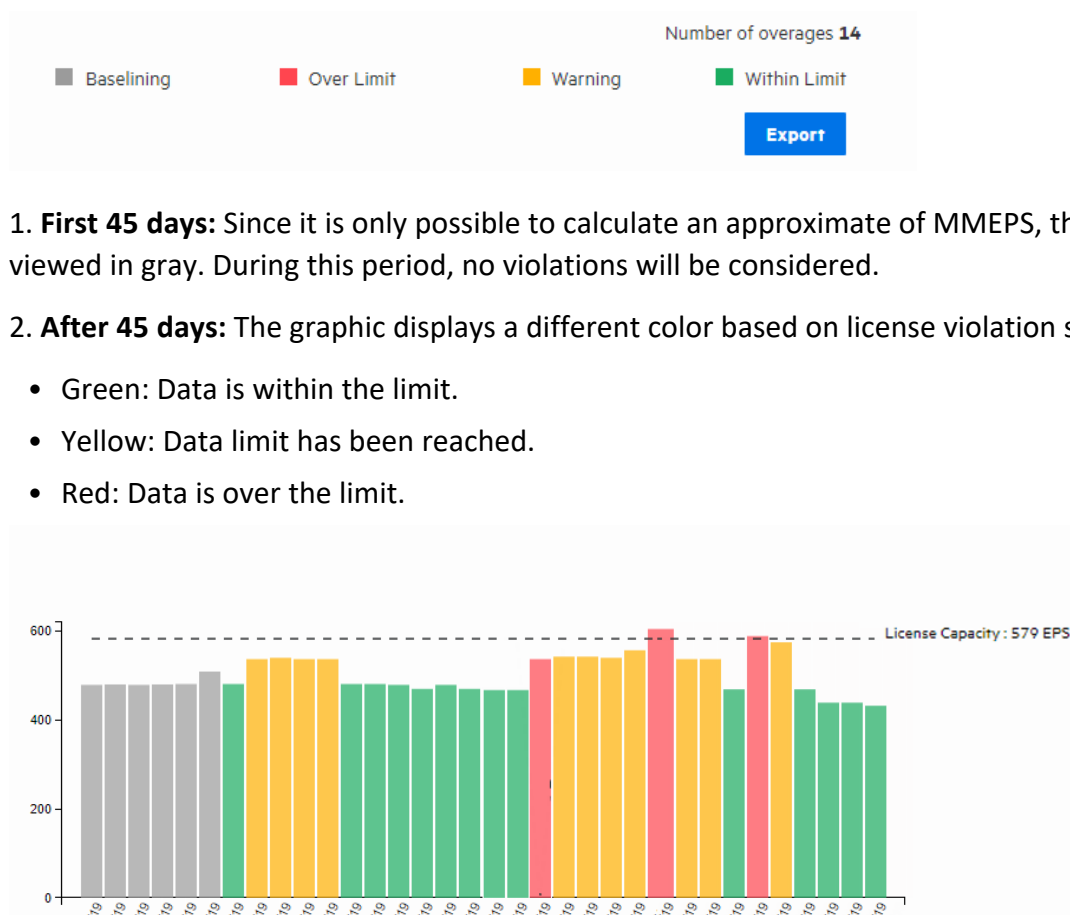 Number of overages 14
Baselining Over Limit Warning Within Limit
Export
1. First 45 days: Since it is only possible to calculate an approximate of MMEPS,
viewed in gray. During this period, no violations will be considered.
2. After 45 days: The graphic displays a different color based on license violation
• Green: Data is within the limit.
• Yellow: Data limit has been reached.
• Red: Data is over the limit.
600
License Capacity : 579 EPS
400
200
0